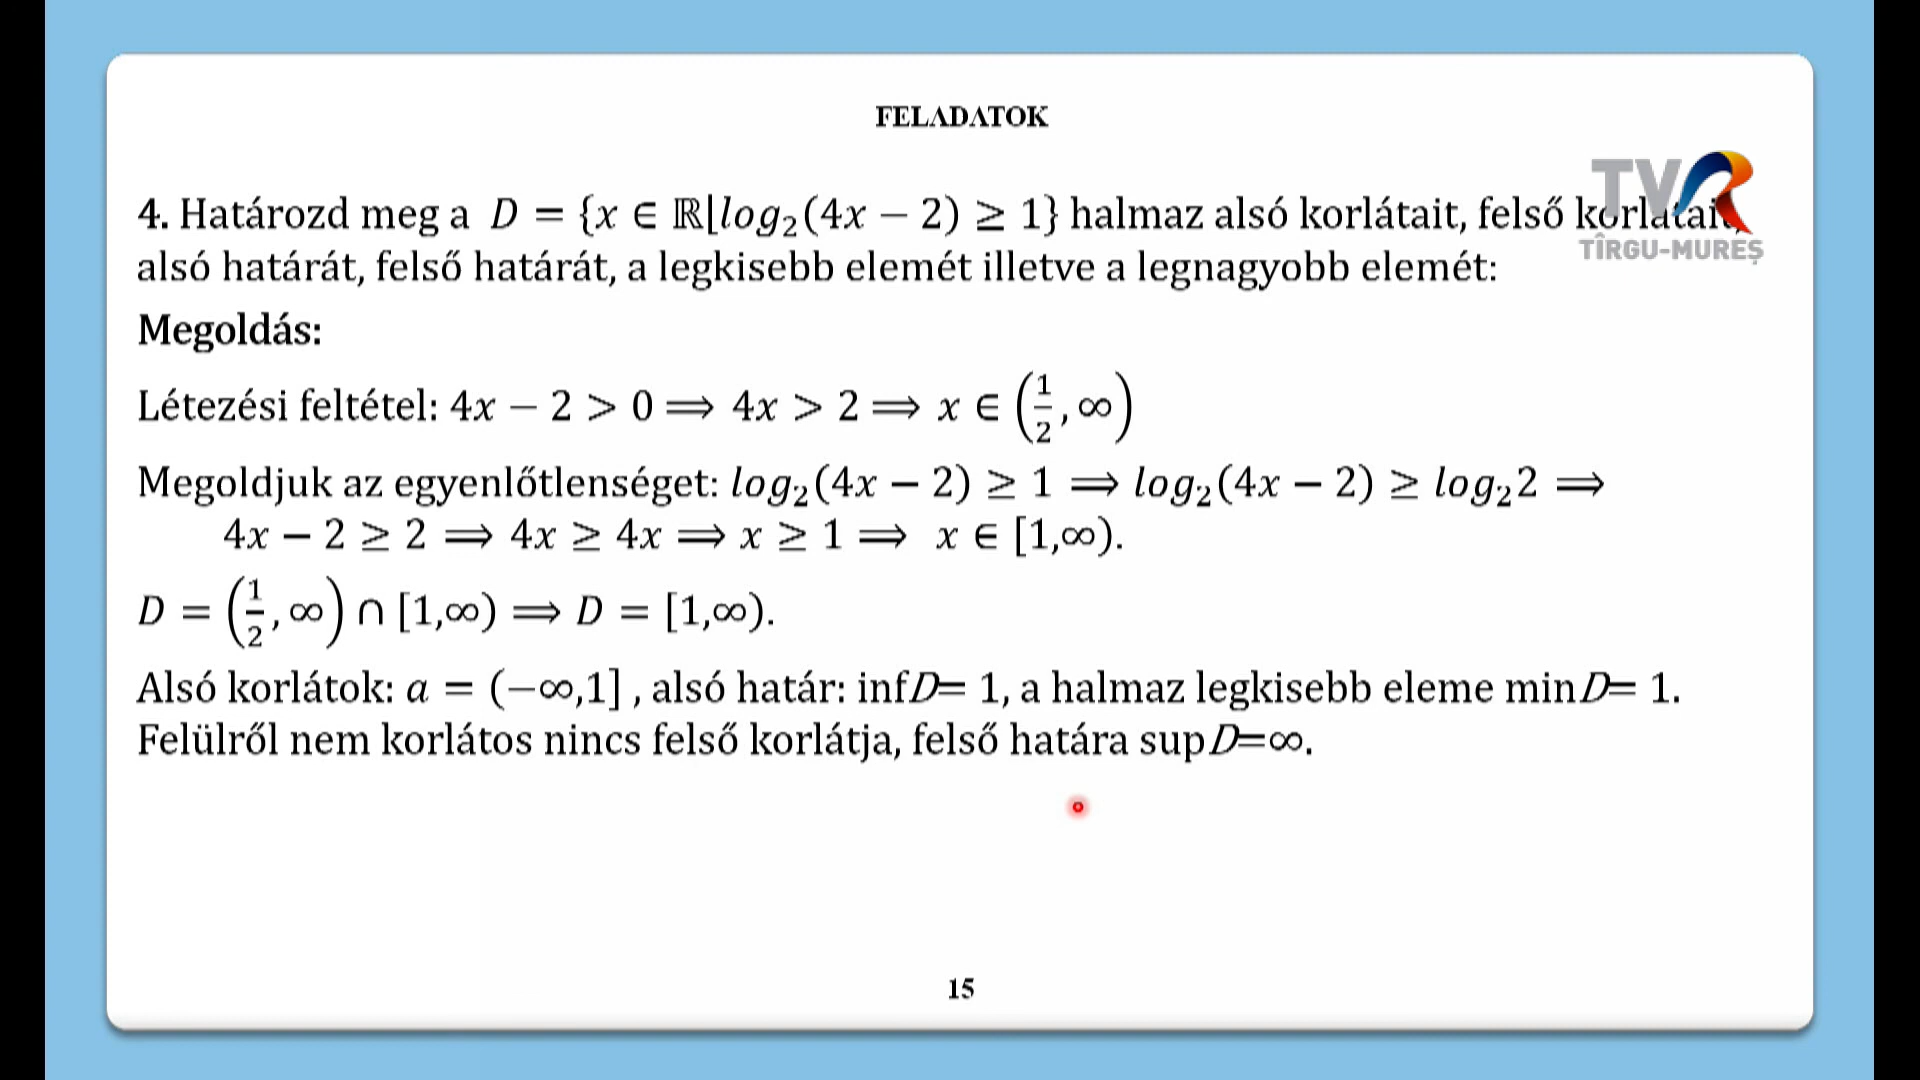 FELADATOK
TVR
TÎRGU-MUREȘ
4. Határozd meg a D = {x ∈ ℝ⌊log₂(4x − 2) ≥ 1} halmaz alsó korlátait, felső korlátait,
alsó határát, felső határát, a legkisebb elemét illetve a legnagyobb elemét:
Megoldás:
Létezési feltétel: 4x − 2 > 0 ⟹ 4x > 2 ⟹ x ∈ (1/2, ∞)
Megoldjuk az egyenlőtlenséget: log₂(4x − 2) ≥ 1 ⟹ log₂(4x − 2) ≥ log₂2 ⟹
4x − 2 ≥ 2 ⟹ 4x ≥ 4x ⟹ x ≥ 1 ⟹ x ∈ [1,∞).
D = (1/2, ∞) ∩ [1,∞) ⟹ D = [1,∞).
Alsó korlátok: a = (−∞,1] , alsó határ: infD= 1, a halmaz legkisebb eleme minD= 1.
Felülről nem korlátos nincs felső korlátja, felső határa supD=∞.
15